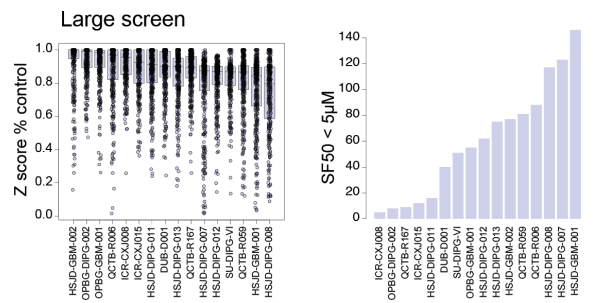 Large screen
Z score % control
1.0
0.8
0.6
0.4
0.2
0.0
HSJD-GBM-002
OPBG-DIPG-002
OPBG-GBM-001
QCTB-R006
ICR-CXJ008
ICR-CXJ015
HSJD-DIPG-011
DUB-D001
HSJD-DIPG-013
QCTB-R167
HSJD-DIPG-007
HSJD-DIPG-012
SU-DIPG-VI
QCTB-R059
HSJD-GBM-001
HSJD-DIPG-008
SF50 < 5µM
140
120
100
80
60
40
20
0
ICR-CXJ008
OPBG-DIPG-002
QCTB-R167
ICR-CXJ015
HSJD-DIPG-011
DUB-D001
SU-DIPG-VI
OPBG-GBM-001
HSJD-DIPG-012
HSJD-DIPG-013
HSJD-GBM-002
QCTB-R059
QCTB-R006
HSJD-DIPG-008
HSJD-DIPG-007
HSJD-GBM-001